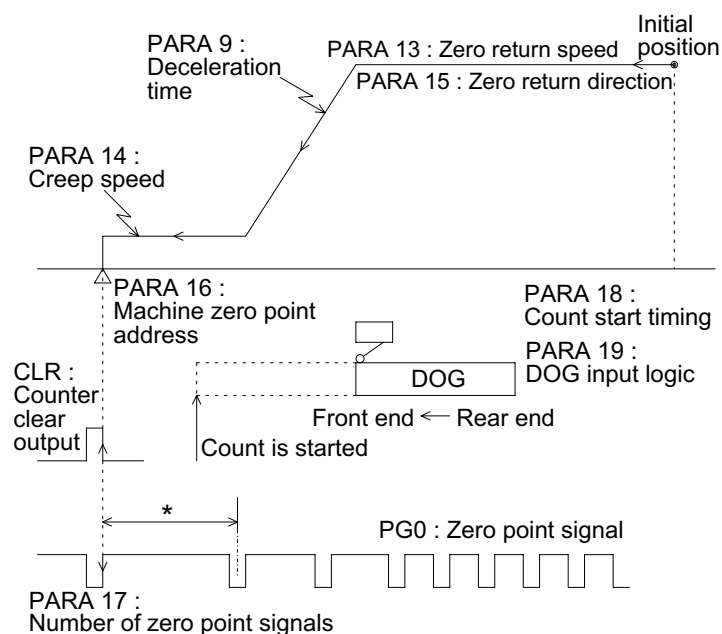 Initial
position
PARA 9 :
Deceleration
time
PARA 13 : Zero return speed
PARA 15 : Zero return direction
PARA 14 :
Creep speed
PARA 16 :
Machine zero point
address
PARA 18 :
Count start timing
PARA 19 :
DOG input logic
DOG
CLR :
Counter
clear
output
Front end
Rear end
Count is started
*
PG0 : Zero point signal
PARA 17 :
Number of zero point signals